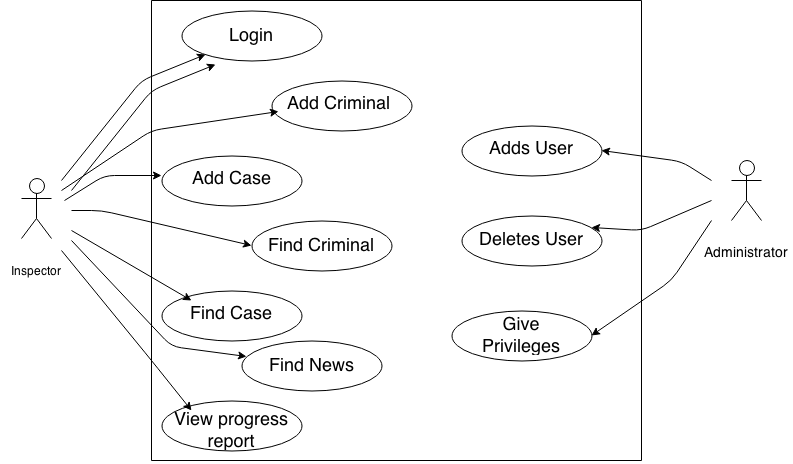 Login
Add Criminal
Adds User
Add Case
Deletes User
Find Criminal
Administrator
Inspector
Find Case
Give
Privileges
Find News
View progress
report